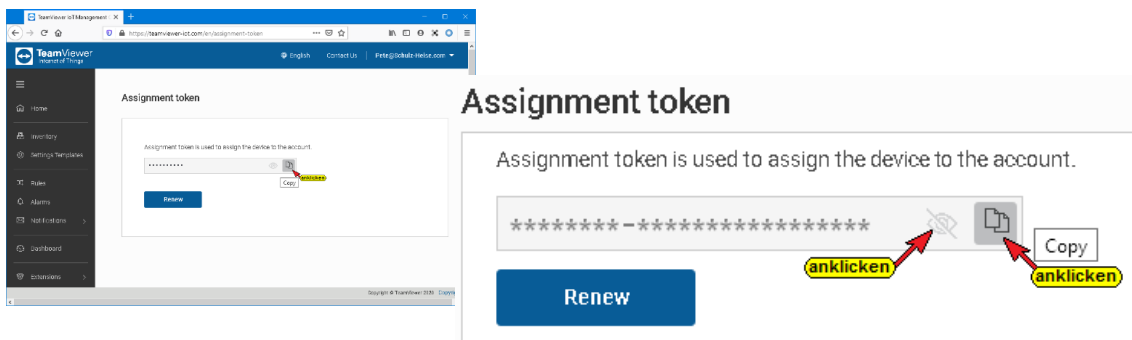 TeamViewer IoT Management
https://teamviewer-iot.com/en/assignment-token
TeamViewer
Internet of Things
English
Contact Us
Pete@Schulz-Heise.com
Home
Inventory
Settings Templates
Rules
Alarms
Notifications
Dashboard
Extensions
Assignment token
Assignment token is used to assign the device to the account.
**********
Copy
anklicken
Renew
Copyright © TeamViewer 2020
Assignment token
Assignment token is used to assign the device to the account.
********-*****************
Copy
anklicken
anklicken
Renew